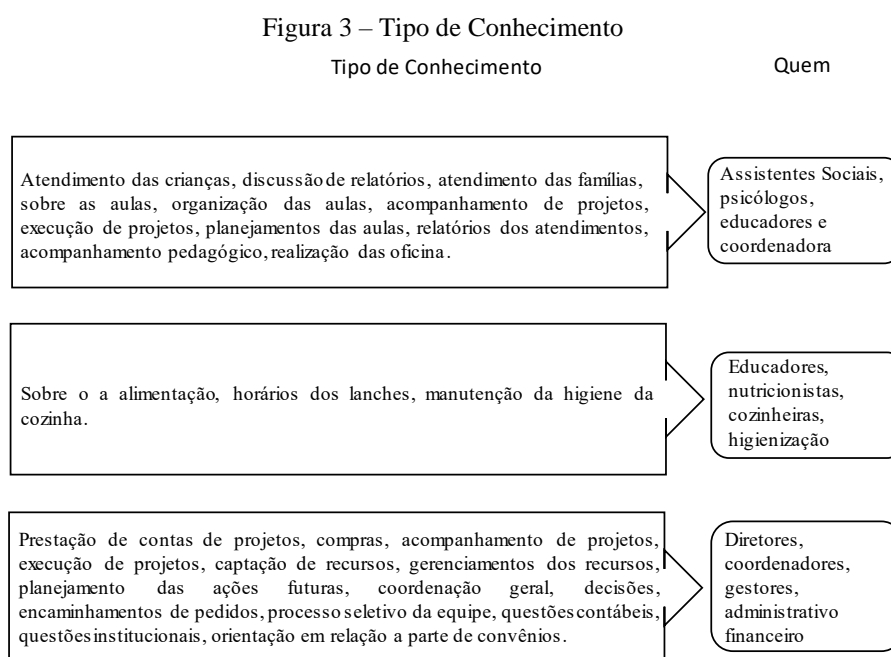 Figura 3 – Tipo de Conhecimento
Tipo de Conhecimento
Quem
Atendimento das crianças, discussão de relatórios, atendimento das famílias,
sobre as aulas, organização das aulas, acompanhamento de projetos,
execução de projetos, planejamentos das aulas, relatórios dos atendimentos,
acompanhamento pedagógico, realização das oficina.
Assistentes Sociais,
psicólogos,
educadores e
coordenadora
Sobre o a alimentação, horários dos lanches, manutenção da higiene da
cozinha.
Educadores,
nutricionistas,
cozinheiras,
higienização
Prestação de contas de projetos, compras, acompanhamento de projetos,
execução de projetos, captação de recursos, gerenciamentos dos recursos,
planejamento das ações futuras, coordenação geral, decisões,
encaminhamentos de pedidos, processo seletivo da equipe, questões contábeis,
questões institucionais, orientação em relação a parte de convênios.
Diretores,
coordenadores,
gestores,
administrativo
financeiro